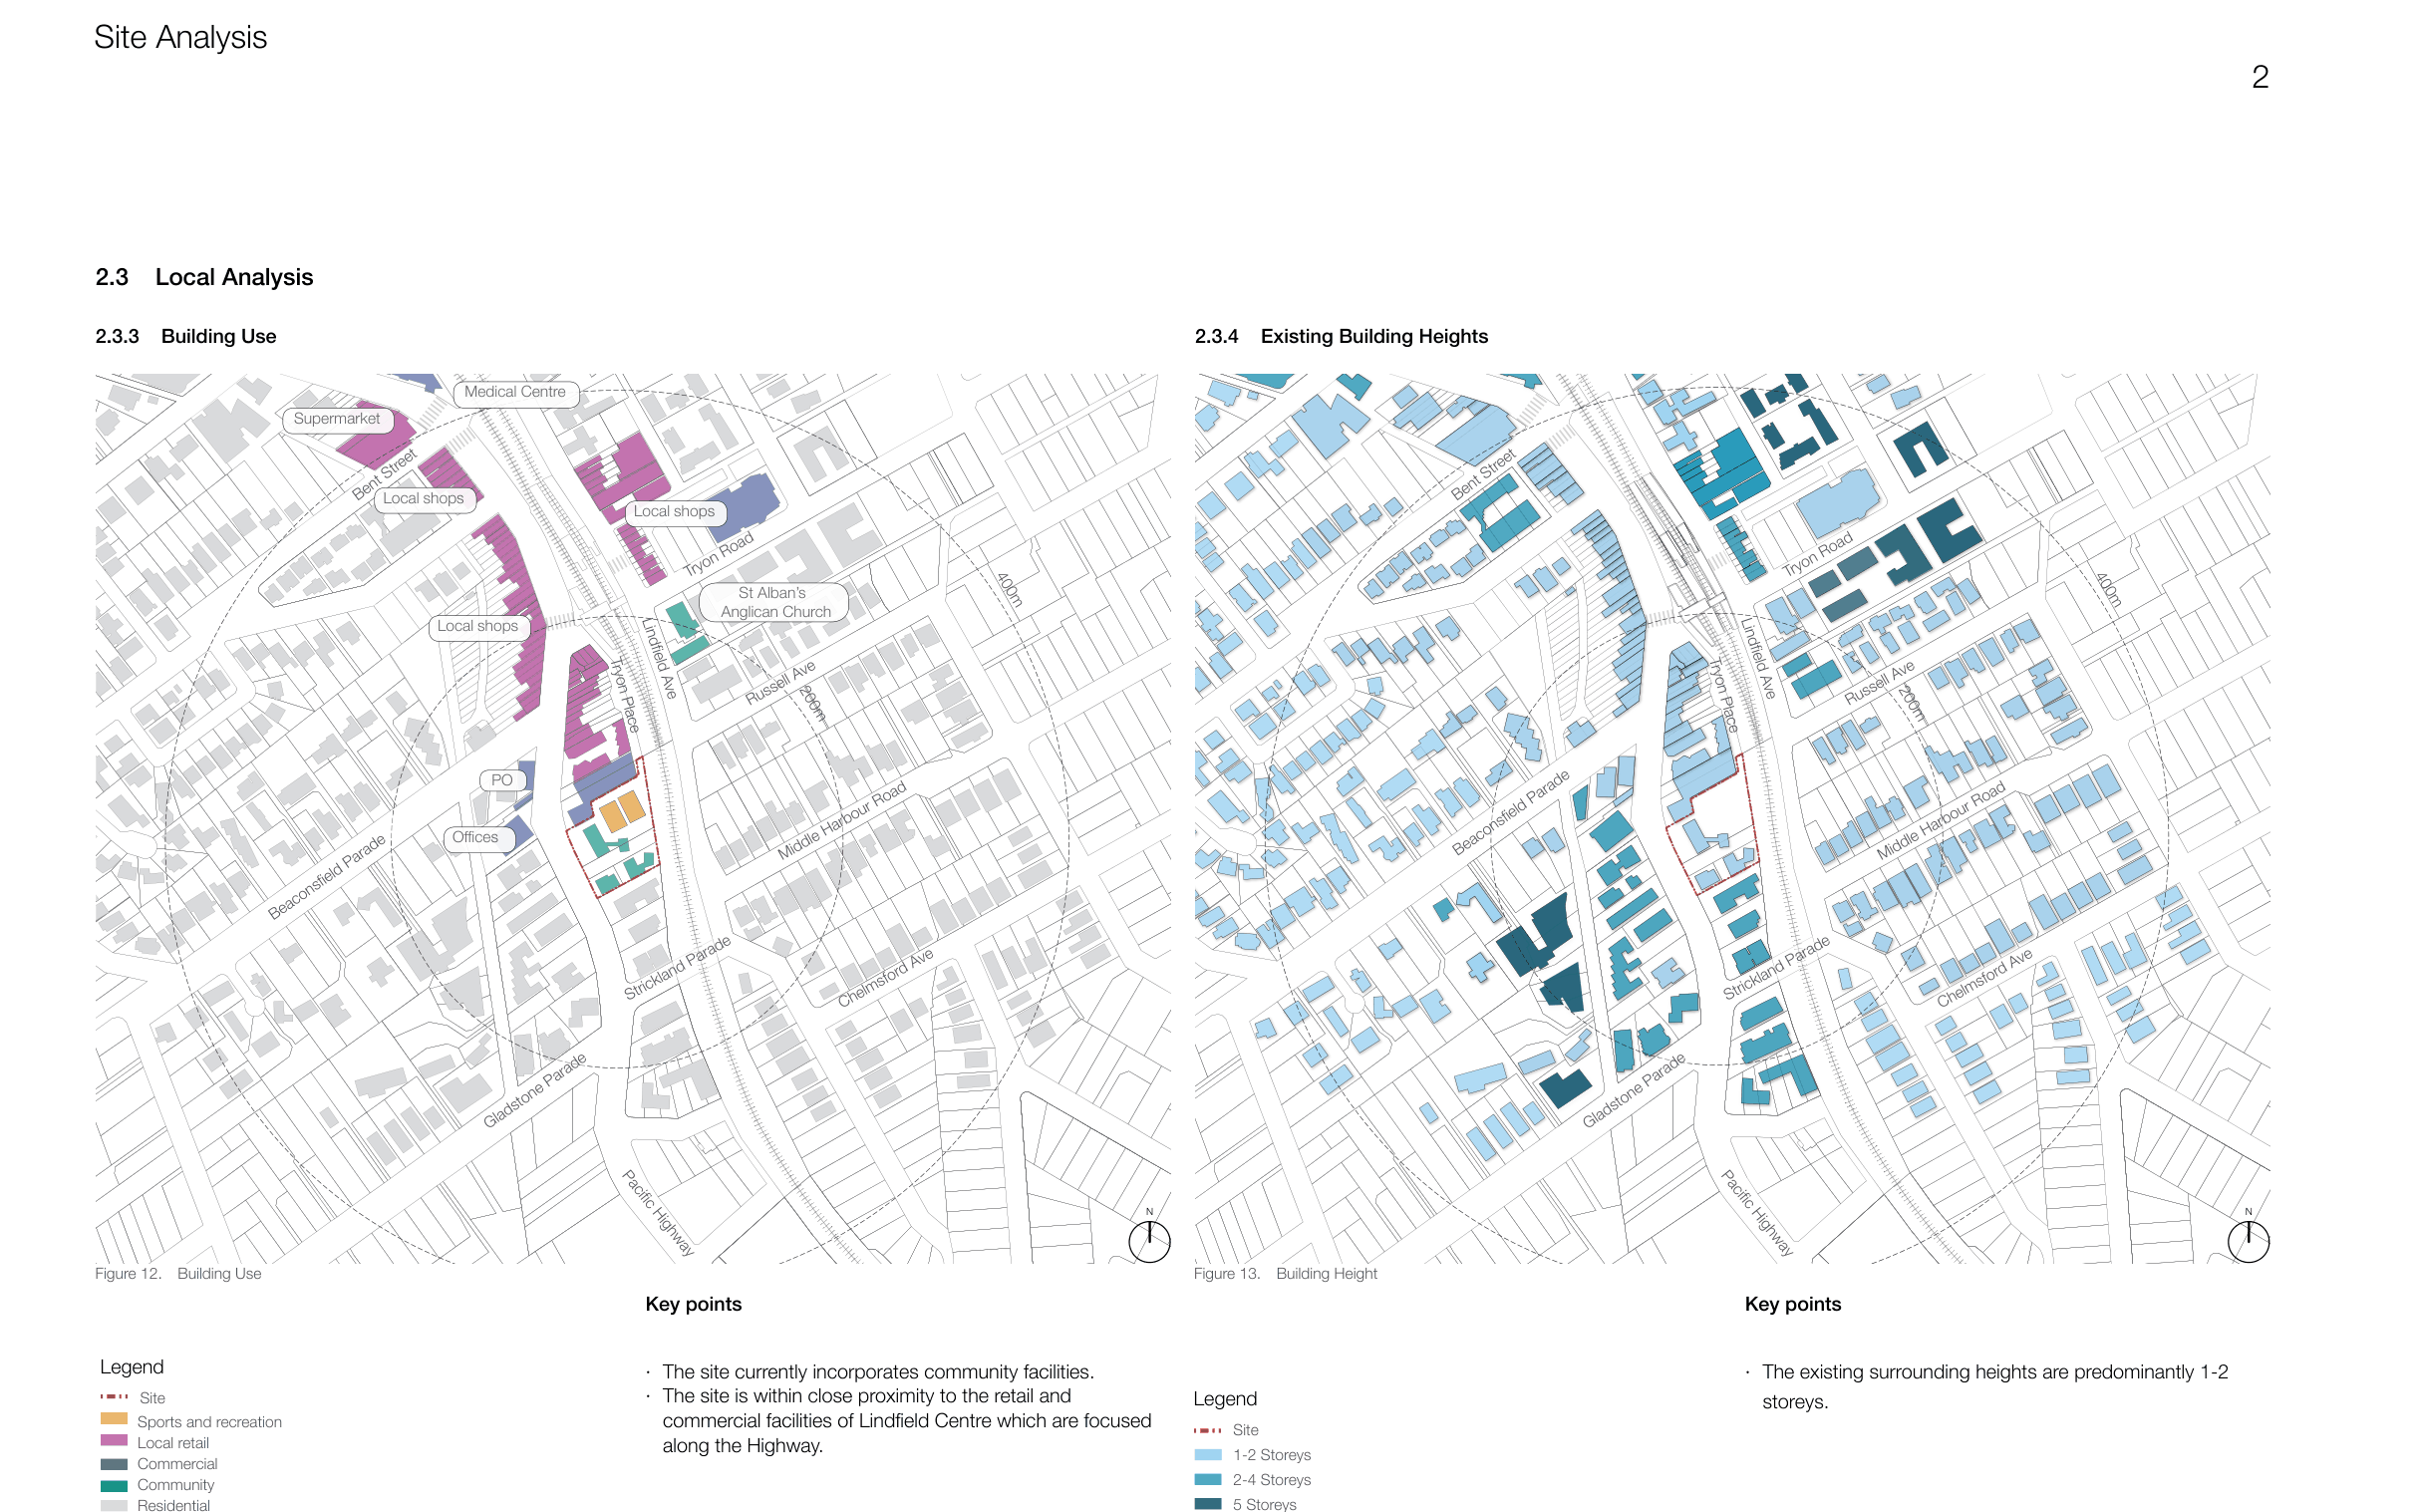 Site Analysis
2
2.3 Local Analysis
2.3.3 Building Use
Medical Centre
Supermarket
Bent Street
Local shops
Local shops
Tryon Road
St Alban's
Anglican Church
400m
Local shops
Lindfield Ave
Tryon Place
Russell Ave
200m
PO
Offices
Middle Harbour Road
Beaconsfield Parade
Strickland Parade
Chelmsford Ave
Gladstone Parade
Pacific Highway
N
Figure 12. Building Use
Key points
· The site currently incorporates community facilities.
· The site is within close proximity to the retail and
commercial facilities of Lindfield Centre which are focused
along the Highway.
Legend
Site
Sports and recreation
Local retail
Commercial
Community
Residential
2.3.4 Existing Building Heights
Bent Street
Tryon Road
400m
Lindfield Ave
Tryon Place
Russell Ave
200m
Beaconsfield Parade
Middle Harbour Road
Strickland Parade
Chelmsford Ave
Gladstone Parade
Pacific Highway
N
Figure 13. Building Height
Key points
· The existing surrounding heights are predominantly 1-2
storeys.
Legend
Site
1-2 Storeys
2-4 Storeys
5 Storeys